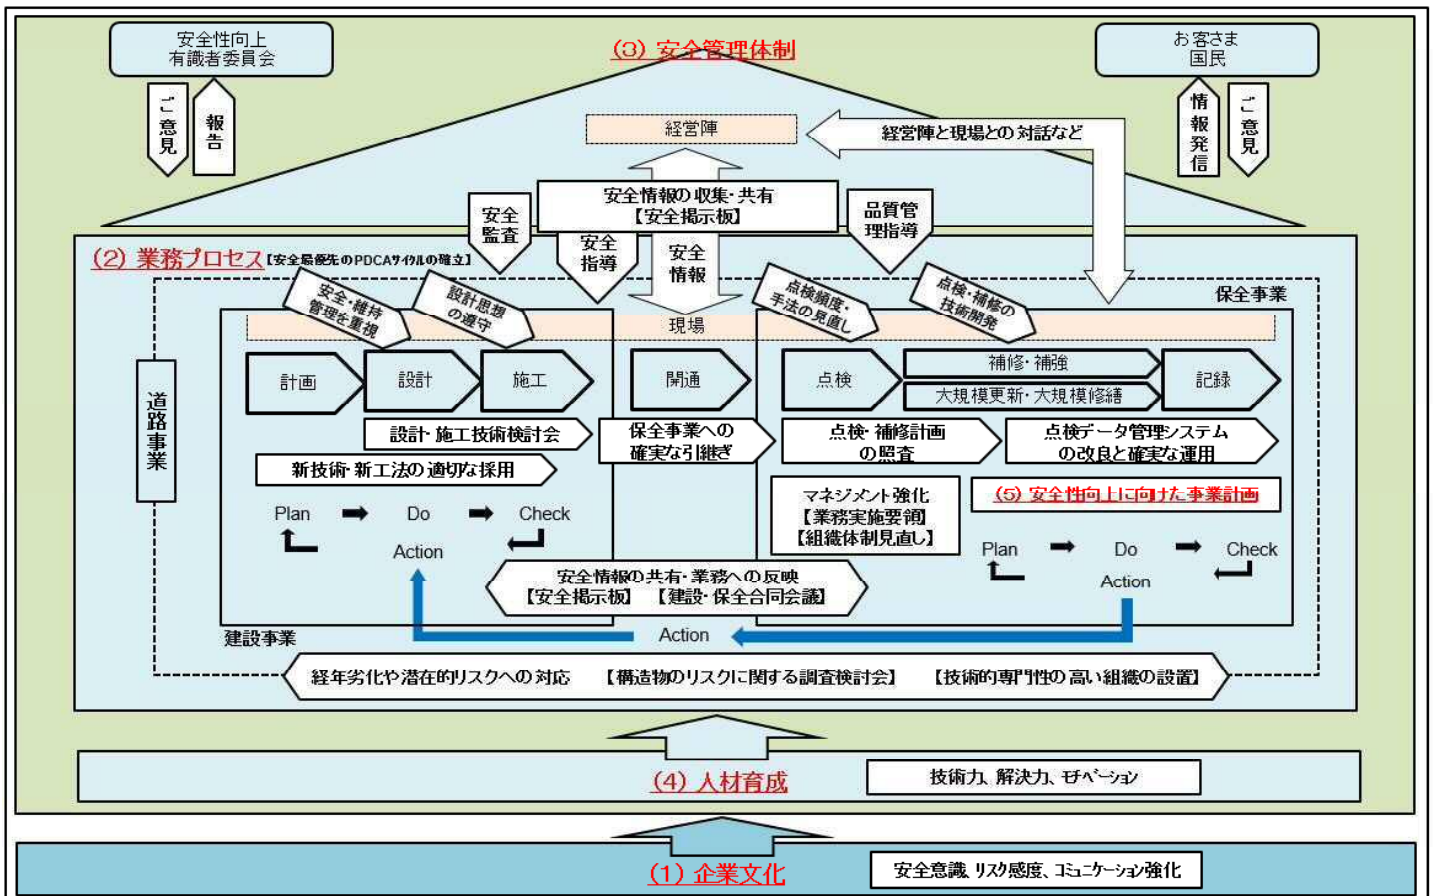 安全性向上
有識者委員会
(3) 安全管理体制
お客さま
国民
ご意見
報告
情報発信
ご意見
経営陣
経営陣と現場との対話など
安全情報の収集・共有
【安全掲示板】
安全
監査
安全
指導
安全
情報
品質管
理指導
(2) 業務プロセス【安全最優先のPDCAサイクルの確立】
安全・維持
管理を重視
設計思想
の遵守
点検頻度・
手法の見直し
点検・補修の
技術開発
保全事業
現場
道路事業
計画
設計
施工
開通
点検
補修・補強
大規模更新・大規模修繕
記録
設計・施工技術検討会
保全事業への
確実な引継ぎ
点検・補修計画
の照査
点検データ管理システム
の改良と確実な運用
新技術・新工法の適切な採用
マネジメント強化
【業務実施要領】
【組織体制見直し】
(5) 安全性向上に向けた事業計画
Plan
Do
Check
Action
Plan
Do
Check
Action
安全情報の共有・業務への反映
【安全掲示板】 【建設・保全合同会議】
建設事業
Action
経年劣化や潜在的リスクへの対応 【構造物のリスクに関する調査検討会】 【技術的専門性の高い組織の設置】
(4) 人材育成
技術力、解決力、モチベーション
(1) 企業文化
安全意識、リスク感度、コミュニケーション強化